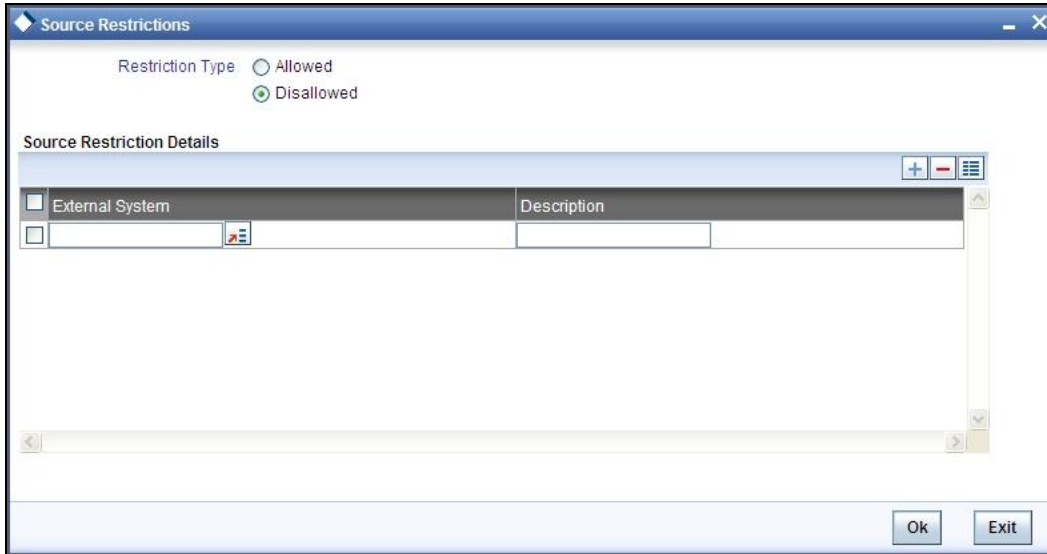 Source Restrictions
Restriction Type Allowed
Disallowed
Source Restriction Details
External System Description
Ok Exit